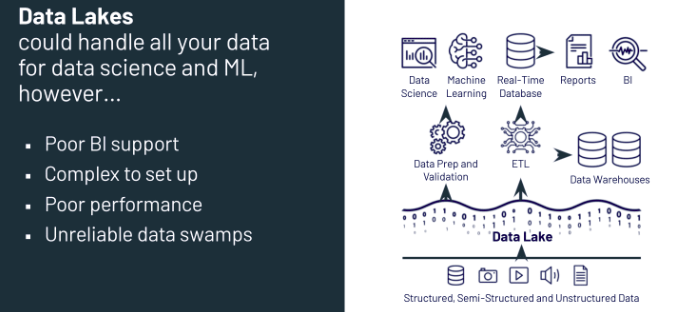 Data Lakes
could handle all your data
for data science and ML,
however...
▪ Poor BI support
▪ Complex to set up
▪ Poor performance
▪ Unreliable data swamps
Data Science
Machine Learning
Real-Time Database
Reports
BI
Data Prep and Validation
ETL
Data Warehouses
Data Lake
Structured, Semi-Structured and Unstructured Data